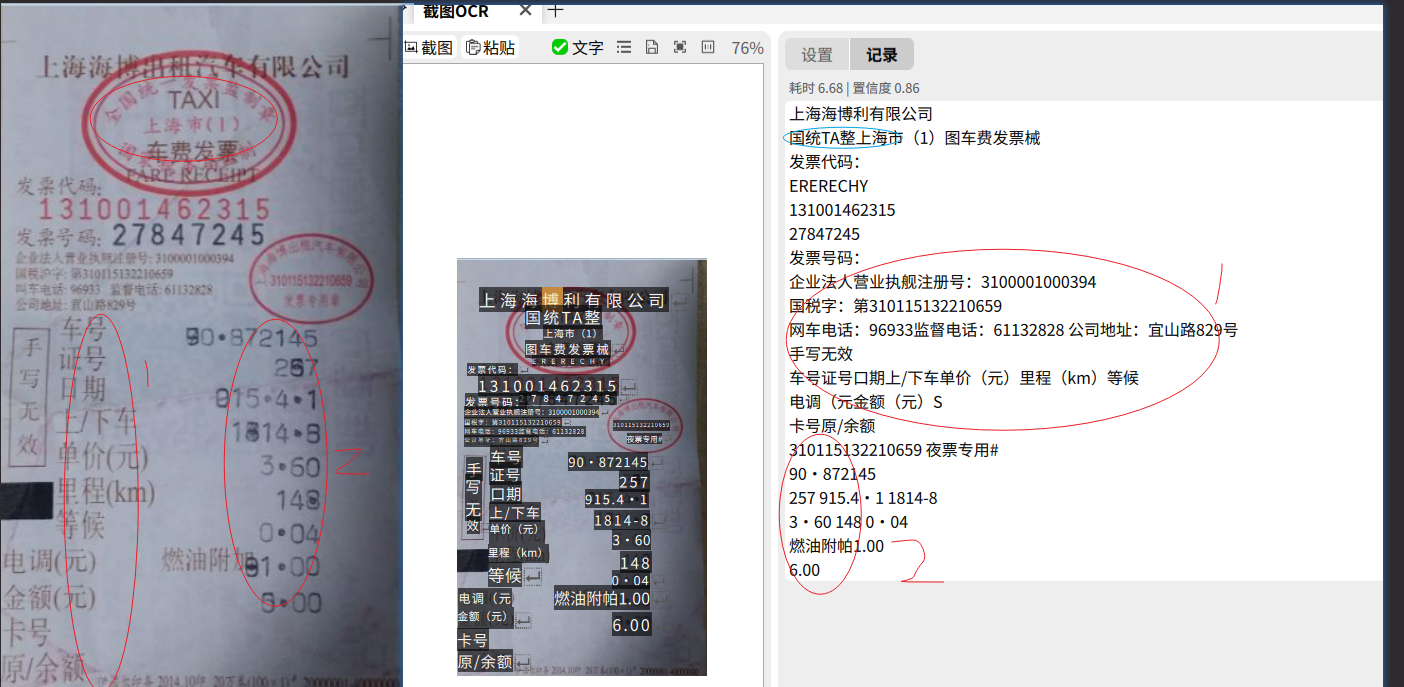 上海海博出租汽车有限公司
全国统一发票监制章
TAXI
上海市(1)
车费发票
FARE RECEIPT
发票代码:
131001462315
发票号码: 27847245
企业法人营业执照注册号: 3100001000394
国税沪字: 第310115132210659
叫车电话: 96933 监督电话: 61132828
公司地址: 宜山路829号
上海海博出租汽车有限公司
310115132210659
发票专用章
手写无效
车号
证号
日期
上/下车
单价(元) 3•60
里程(km)
等候 0•04
电调(元) 燃油附加
金额(元)
卡号
原/余额
1
2
截图OCR
截图 粘贴 文字 76%
上海海博利有限公司
国统TA整
上海市（1）
图车费发票械
ERERECHY
发票代码:
131001462315
发票号码:
27847245
企业法人营业执舰注册号: 3100001000394
国税字: 第310115132210659
网车电话: 96933监督电话: 61132828
公司地址: 宜山路829号
310115132210659
夜票专用#
手写无效
车号 90•872145
证号 257
口期 915.4•1
上/下车 1814-8
单价（元） 3•60
里程（km） 148
等候 0•04
电调（元 燃油附帕1.00
金额（元） 6.00
卡号
原/余额
设置 记录
耗时 6.68 | 置信度 0.86
上海海博利有限公司
国统TA整上海市（1）图车费发票械
发票代码：
ERERECHY
131001462315
27847245
发票号码：
企业法人营业执舰注册号：3100001000394
国税字：第310115132210659
网车电话：96933监督电话：61132828 公司地址：宜山路829号
手写无效
车号证号口期上/下车单价（元）里程（km）等候
电调（元金额（元）S
卡号原/余额
310115132210659 夜票专用#
90・872145
257 915.4・1 1814-8
3・60 148 0・04
燃油附帕1.00
6.00
2